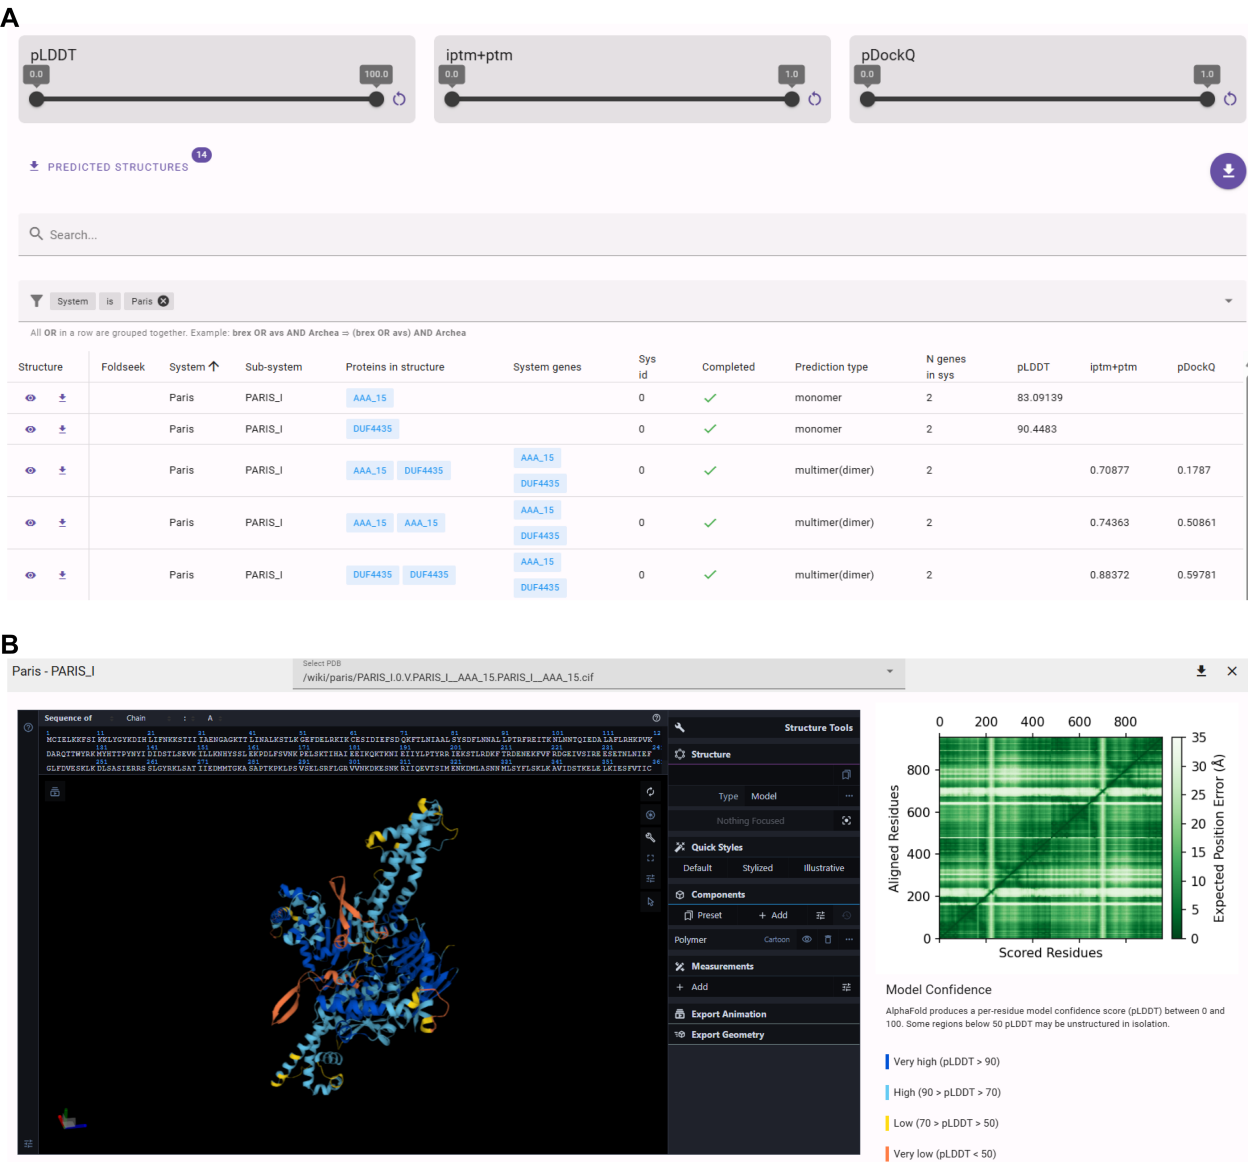 A
pLDDT
0.0
100.0
iptm+ptm
0.0
1.0
pDockQ
0.0
1.0
PREDICTED STRUCTURES
14
Search...
System is Paris
All OR in a row are grouped together. Example: brex OR avs AND Archea ⇒ (brex OR avs) AND Archea
Structure Foldseek System Sub-system Proteins in structure System genes Sys id Completed Prediction type N genes in sys pLDDT iptm+ptm pDockQ
Paris PARIS_I AAA_15 0 monomer 2 83.09139
Paris PARIS_I DUF4435 0 monomer 2 90.4483
Paris PARIS_I AAA_15 DUF4435 AAA_15 DUF4435 0 multimer(dimer) 2 0.70877 0.1787
Paris PARIS_I AAA_15 AAA_15 AAA_15 DUF4435 0 multimer(dimer) 2 0.74363 0.50861
Paris PARIS_I DUF4435 DUF4435 AAA_15 DUF4435 0 multimer(dimer) 2 0.88372 0.59781
B
Paris - PARIS_I
Select PDB
/wiki/paris/PARIS_I.0.V.PARIS_I__AAA_15.PARIS_I__AAA_15.cif
Sequence of Chain : A
Structure Tools
Structure
Type Model
Nothing Focused
Quick Styles
Default Stylized Illustrative
Components
Preset + Add
Polymer Cartoon
Measurements
+ Add
Export Animation
Export Geometry
0 200 400 600 800
800
600
400
200
0
Aligned Residues
Scored Residues
35
30
25
20
15
10
5
0
Expected Position Error (Å)
Model Confidence
AlphaFold produces a per-residue model confidence score (pLDDT) between 0 and
100. Some regions below 50 pLDDT may be unstructured in isolation.
Very high (pLDDT > 90)
High (90 > pLDDT > 70)
Low (70 > pLDDT > 50)
Very low (pLDDT < 50)